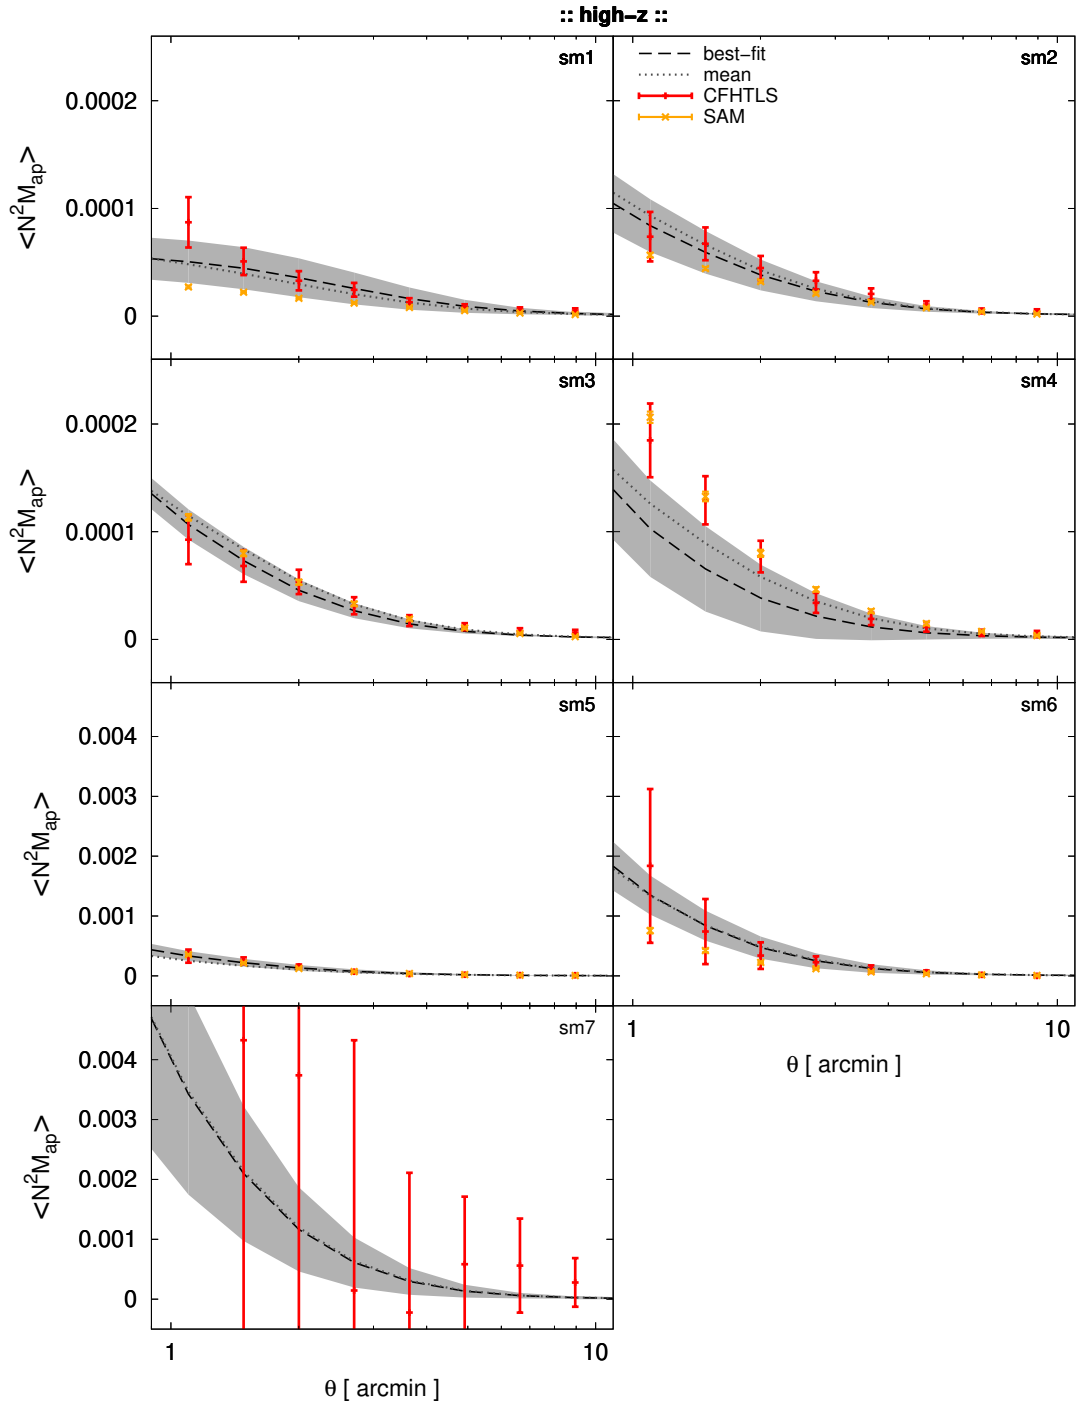 :: high-z ::
sm1
sm2
best-fit
mean
CFHTLS
SAM
0.0002
0.0001
0
<N²Map>
sm3
sm4
0.0002
0.0001
0
<N²Map>
sm5
sm6
0.004
0.003
0.002
0.001
0
<N²Map>
1 10
θ [ arcmin ]
sm7
0.004
0.003
0.002
0.001
0
<N²Map>
1 10
θ [ arcmin ]